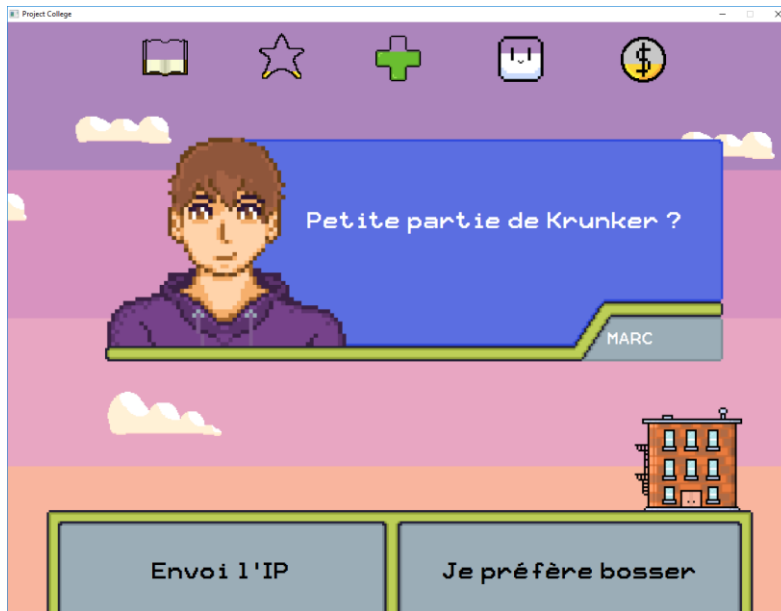 Project College
$
Petite partie de Krunker ?
MARC
Envoi l'IP
Je préfère bosser